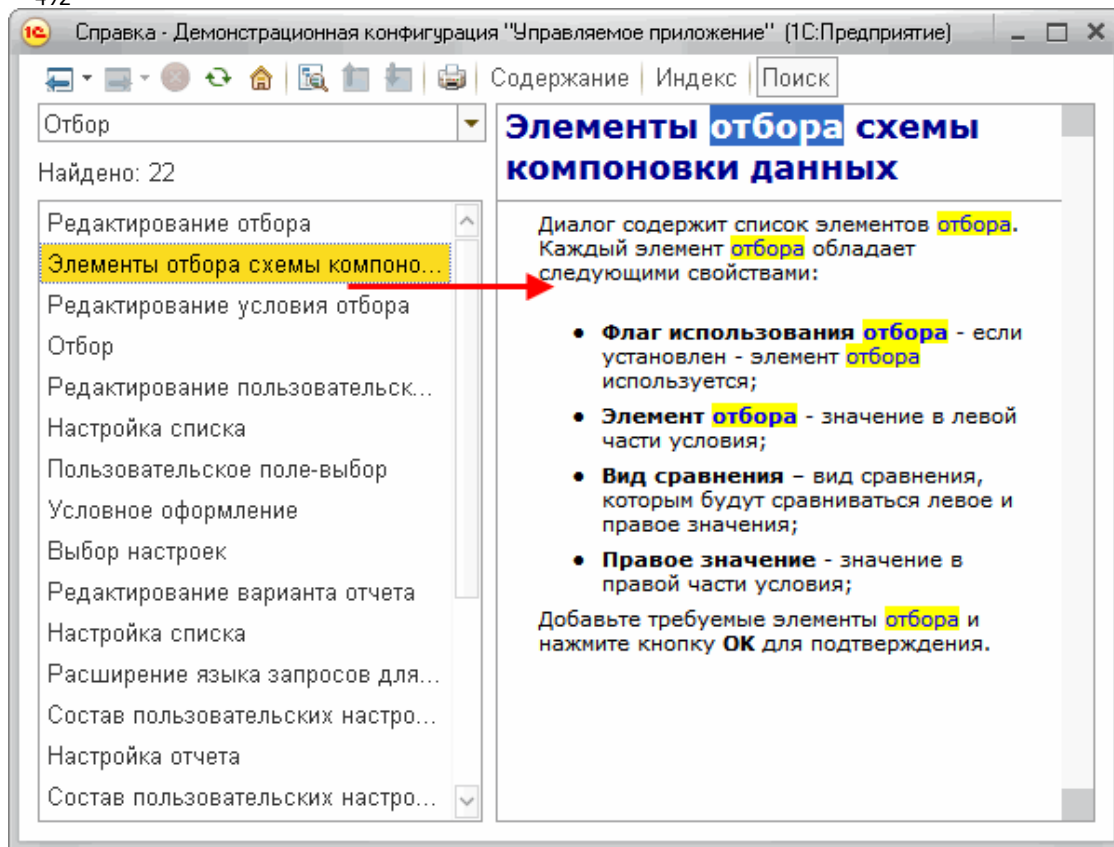 492
Справка - Демонстрационная конфигурация "Управляемое приложение" (1С:Предприятие)
Содержание Индекс Поиск
Отбор
Найдено: 22
Редактирование отбора
Элементы отбора схемы компоно...
Редактирование условия отбора
Отбор
Редактирование пользовательск...
Настройка списка
Пользовательское поле-выбор
Условное оформление
Выбор настроек
Редактирование варианта отчета
Настройка списка
Расширение языка запросов для...
Состав пользовательских настро...
Настройка отчета
Состав пользовательских настро...
Элементы отбора схемы
компоновки данных
Диалог содержит список элементов отбора.
Каждый элемент отбора обладает
следующими свойствами:
● Флаг использования отбора - если
установлен - элемент отбора
используется;
● Элемент отбора - значение в левой
части условия;
● Вид сравнения – вид сравнения,
которым будут сравниваться левое и
правое значения;
● Правое значение - значение в
правой части условия;
Добавьте требуемые элементы отбора и
нажмите кнопку ОК для подтверждения.